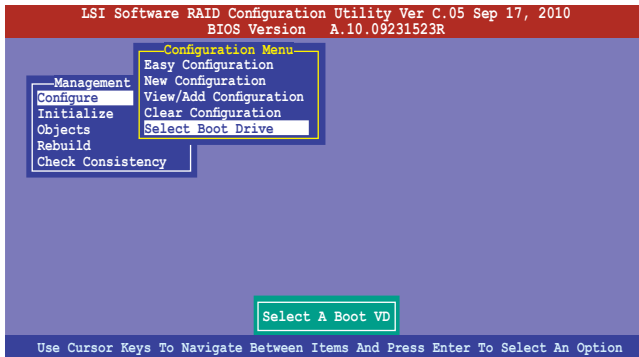 LSI Software RAID Configuration Utility Ver C.05 Sep 17, 2010
BIOS Version A.10.09231523R
Configuration Menu
Easy Configuration
New Configuration
View/Add Configuration
Clear Configuration
Select Boot Drive
Management
Configure
Initialize
Objects
Rebuild
Check Consistency
Select A Boot VD
Use Cursor Keys To Navigate Between Items And Press Enter To Select An Option